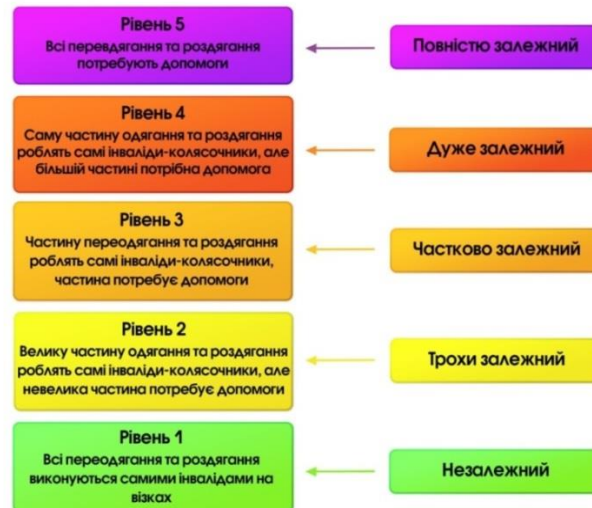 Рівень 5
Всі перевдягання та роздягання
потребують допомоги
Повністю залежний
Рівень 4
Саму частину одягання та роздягання
роблять самі інваліди-колясочники, але
більшій частині потрібна допомога
Дуже залежний
Рівень 3
Частину переодягання та роздягання
роблять самі інваліди-колясочники,
частина потребує допомоги
Частково залежний
Рівень 2
Велику частину одягання та роздягання
роблять самі інваліди-колясочники, але
невелика частина потребує допомоги
Трохи залежний
Рівень 1
Всі переодягання та роздягання
виконуються самими інвалідами на
візках
Незалежний